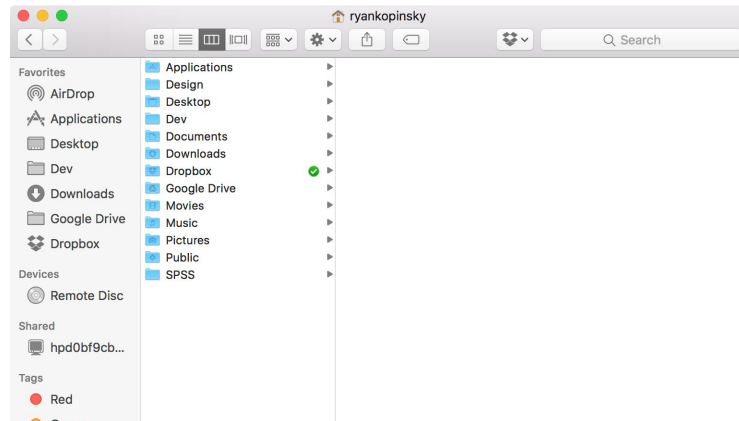 ryankopinsky
Search
Favorites
AirDrop
Applications
Desktop
Dev
Downloads
Google Drive
Dropbox
Devices
Remote Disc
Shared
hpd0bf9cb...
Tags
Red
Applications
Design
Desktop
Dev
Documents
Downloads
Dropbox
Google Drive
Movies
Music
Pictures
Public
SPSS